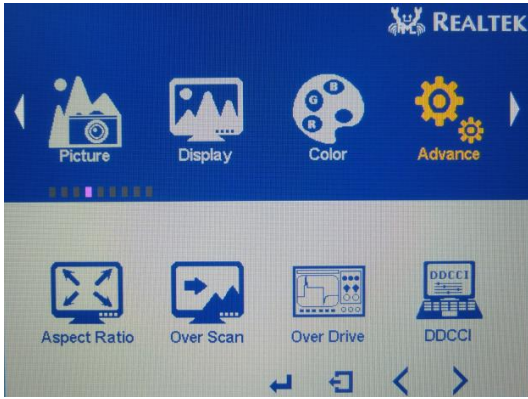 REALTEK
B
G
R
Picture
Display
Color
Advance
DDCCI
Aspect Ratio
Over Scan
Over Drive
DDCCI